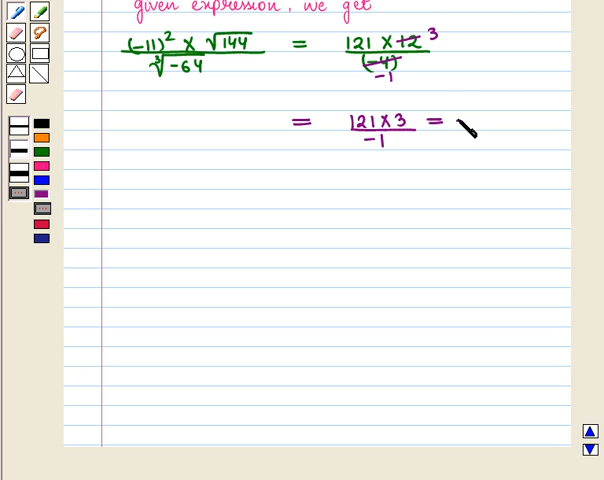 given expression, we get
(-11)² × √144 / ∛-64 = 121 × 12 3 / (-4) -1
= 121 × 3 / -1 =